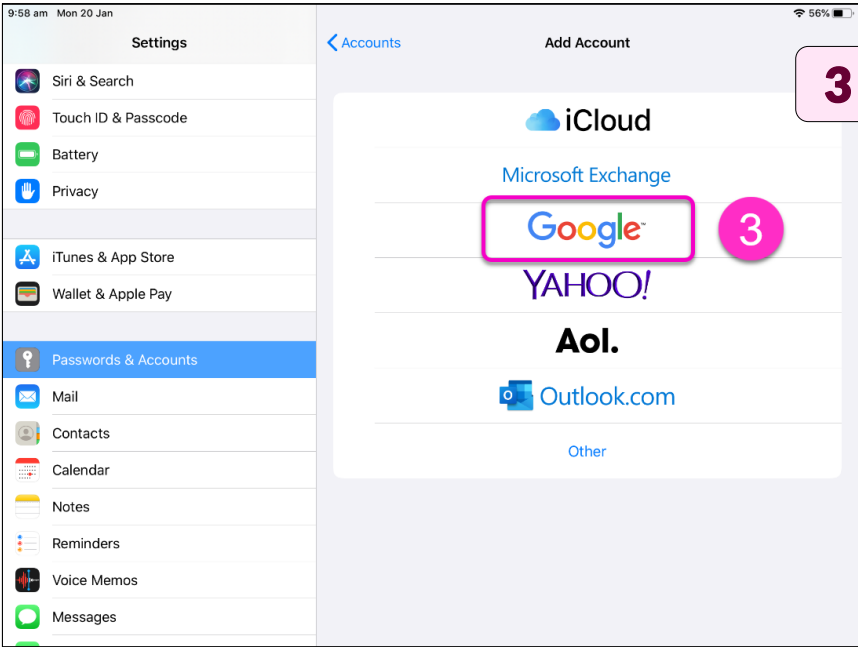 9:58 am Mon 20 Jan
56%
Settings
Siri & Search
Touch ID & Passcode
Battery
Privacy
iTunes & App Store
Wallet & Apple Pay
Passwords & Accounts
Mail
Contacts
Calendar
Notes
Reminders
Voice Memos
Messages
Accounts
Add Account
3
iCloud
Microsoft Exchange
Google™
3
YAHOO!
Aol.
Outlook.com
Other